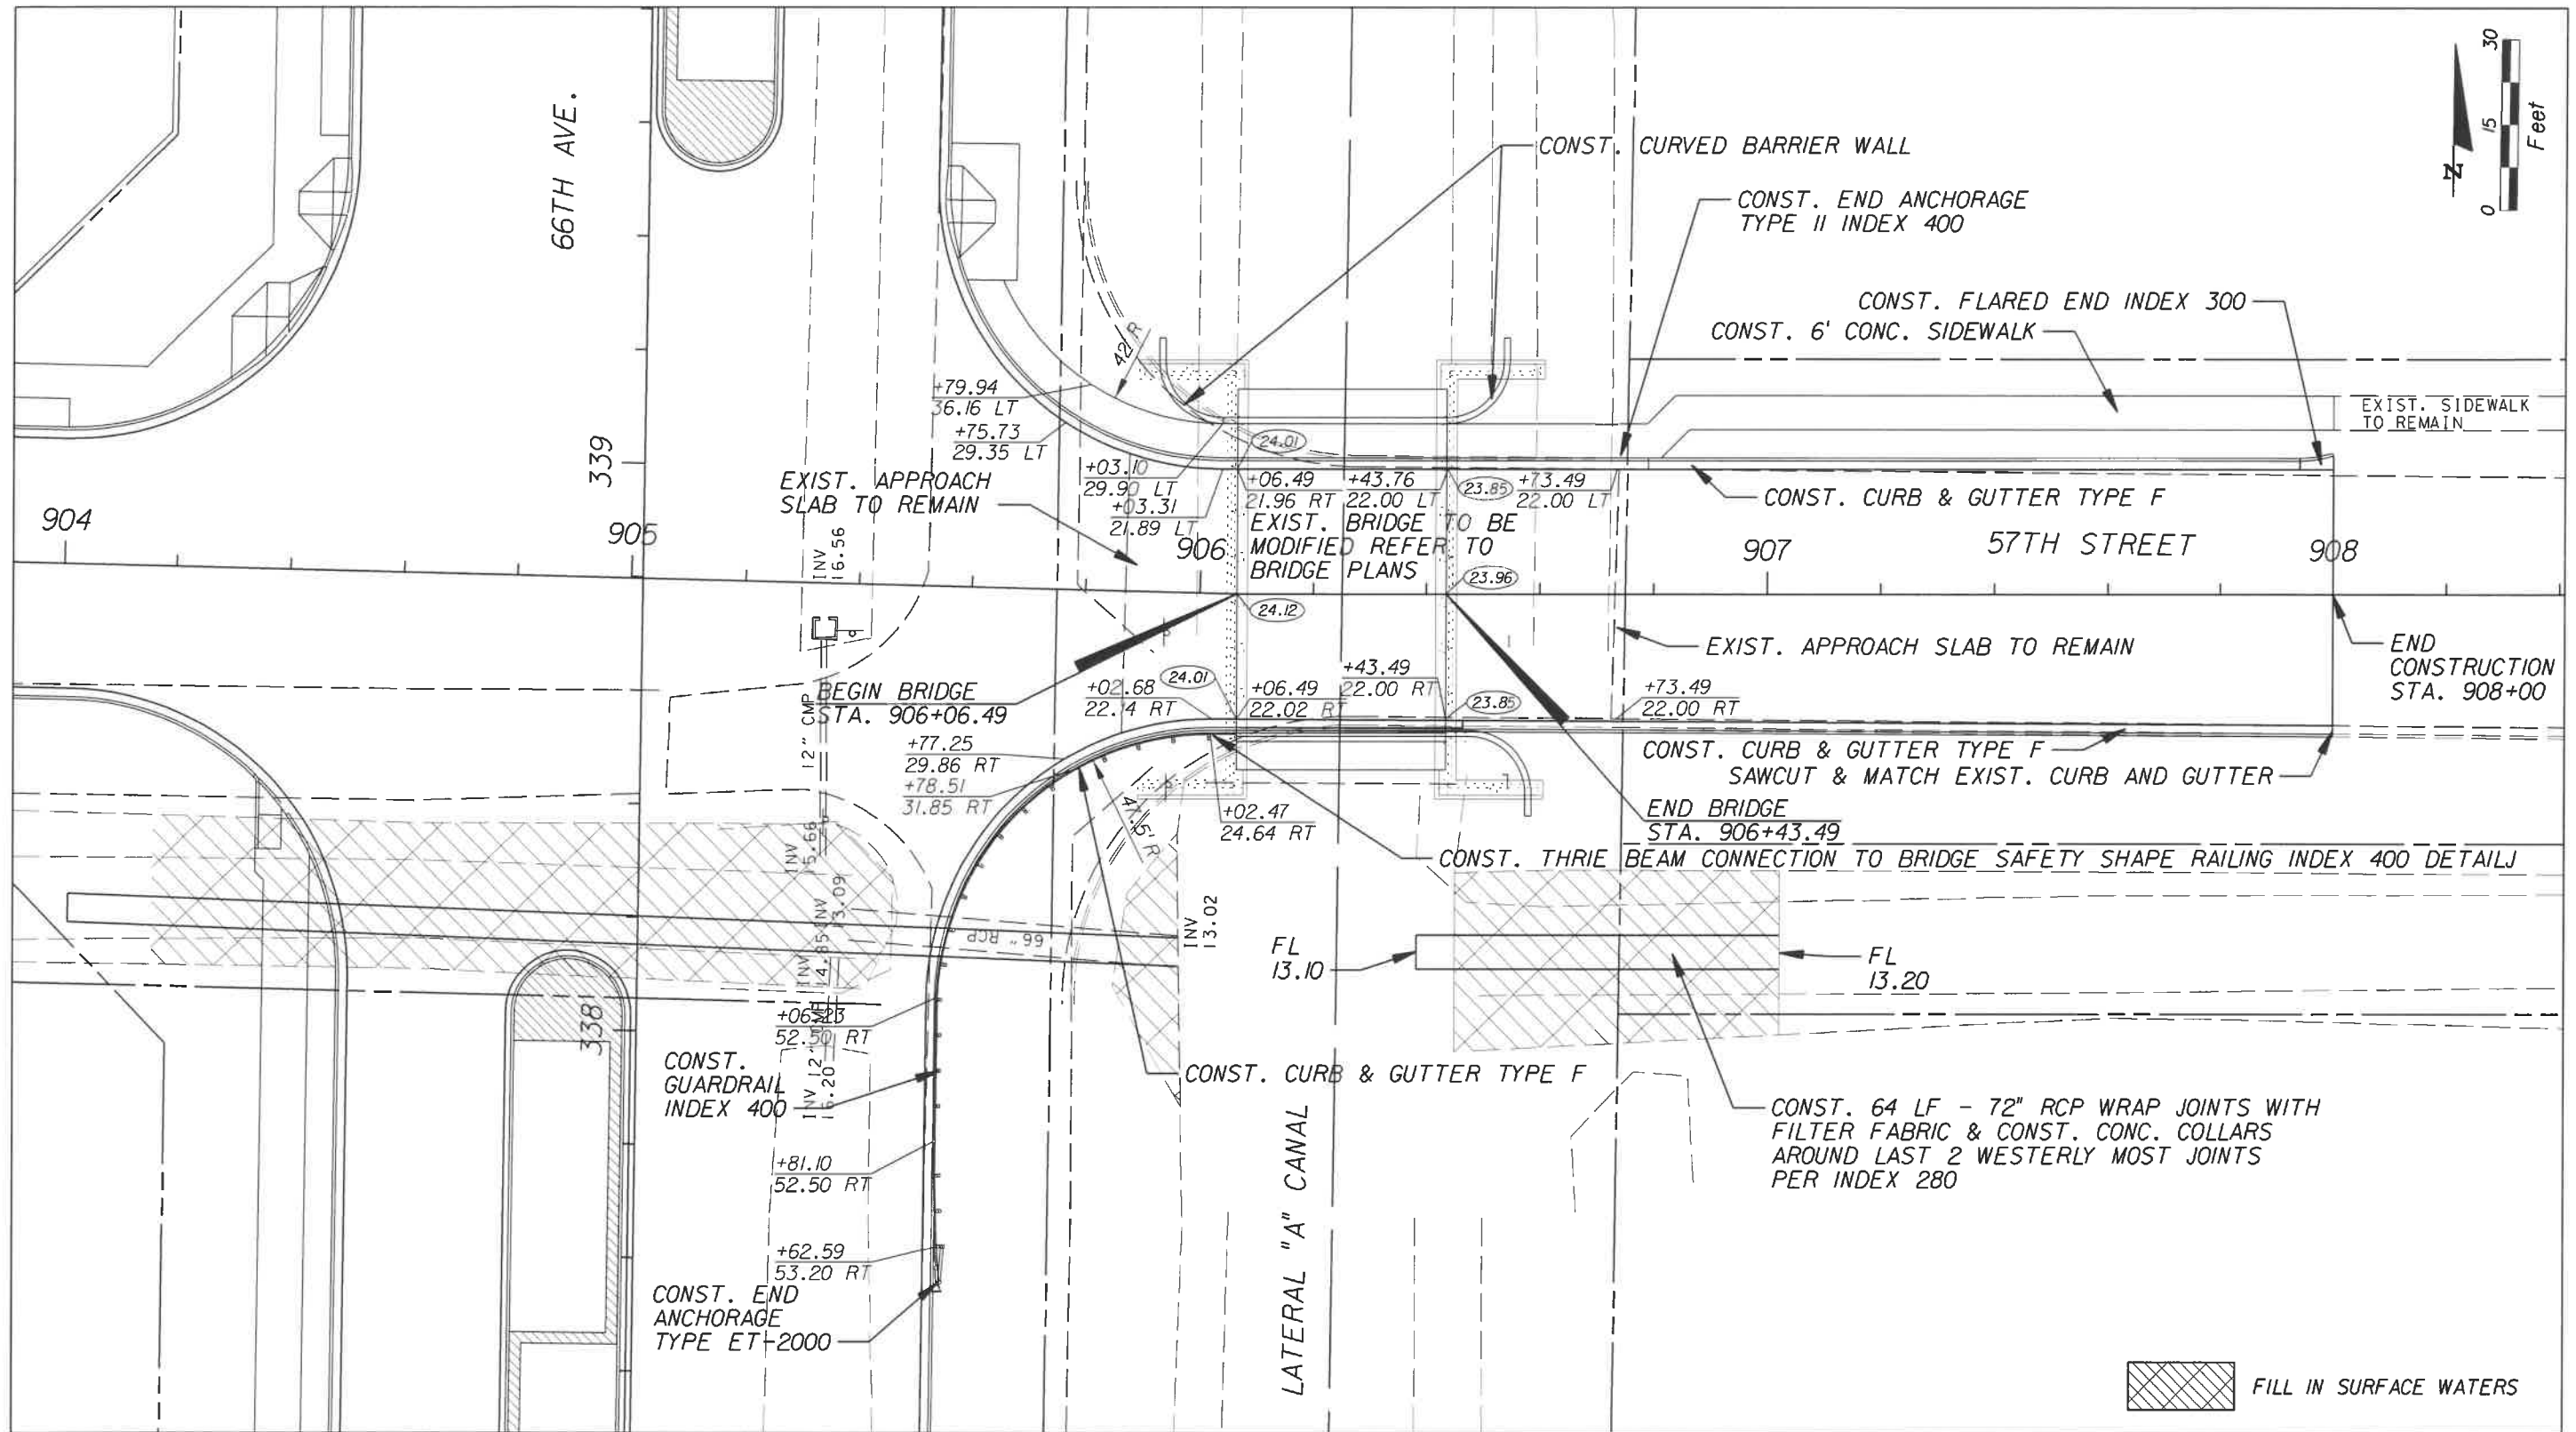 30
15
0
Feet
N
66TH AVE.
CONST. CURVED BARRIER WALL
CONST. END ANCHORAGE
TYPE II INDEX 400
CONST. FLARED END INDEX 300
CONST. 6' CONC. SIDEWALK
42' R
+79.94
36.16 LT
+75.73
29.35 LT
EXIST. SIDEWALK
TO REMAIN
339
24.01
+03.10
29.90 LT
+03.31
21.89 LT
+06.49
21.96 RT
+43.76
22.00 LT
23.85
+73.49
22.00 LT
EXIST. APPROACH
SLAB TO REMAIN
CONST. CURB & GUTTER TYPE F
904
905
906
EXIST. BRIDGE TO BE
MODIFIED REFER TO
BRIDGE PLANS
907
57TH STREET
908
INV
16.56
24.12
23.96
EXIST. APPROACH SLAB TO REMAIN
END
CONSTRUCTION
STA. 908+00
BEGIN BRIDGE
STA. 906+06.49
12" CMP
24.01
+02.68
22.14 RT
+06.49
22.02 RT
+43.49
22.00 RT
23.85
+73.49
22.00 RT
+77.25
29.86 RT
+78.51
31.85 RT
CONST. CURB & GUTTER TYPE F
SAWCUT & MATCH EXIST. CURB AND GUTTER
47.5' R
+02.47
24.64 RT
END BRIDGE
STA. 906+43.49
CONST. THRIE BEAM CONNECTION TO BRIDGE SAFETY SHAPE RAILING INDEX 400 DETAILJ
INV
15.66
INV
13.09
INV
14.85
66" RCP
INV
13.02
FL
13.10
FL
13.20
338
+06.23
52.50 RT
CONST.
GUARDRAIL
INDEX 400
INV 12" CMP
16.20
CONST. CURB & GUTTER TYPE F
+81.10
52.50 RT
CONST. 64 LF - 72" RCP WRAP JOINTS WITH
FILTER FABRIC & CONST. CONC. COLLARS
AROUND LAST 2 WESTERLY MOST JOINTS
PER INDEX 280
+62.59
53.20 RT
CONST. END
ANCHORAGE
TYPE ET-2000
LATERAL "A" CANAL
FILL IN SURFACE WATERS